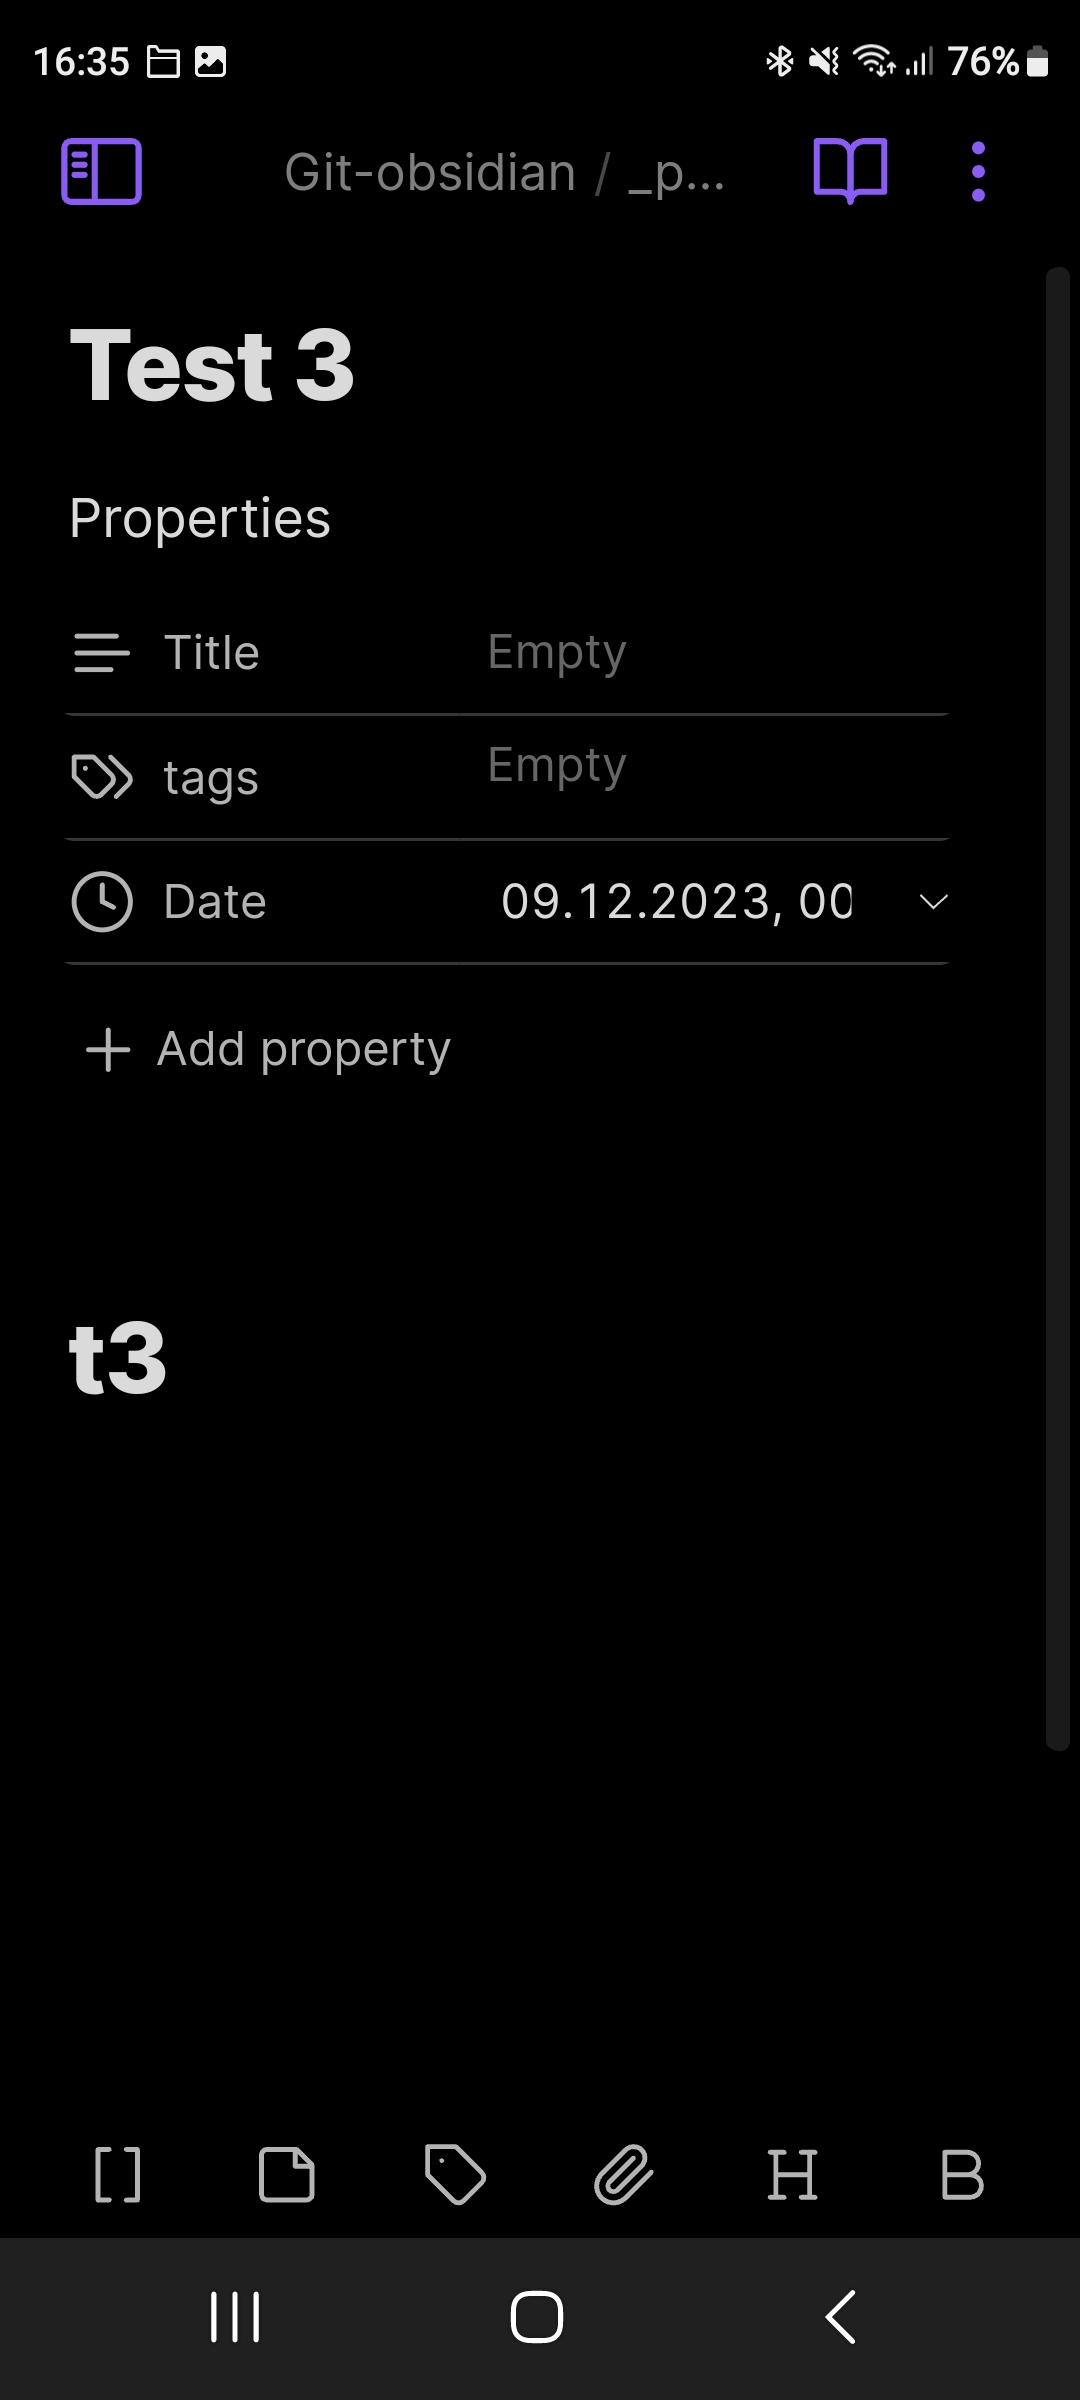 16:35 76%
Git-obsidian / _p...
Test 3
Properties
Title Empty
tags Empty
Date 09.12.2023, 00
Add property
t3
H B